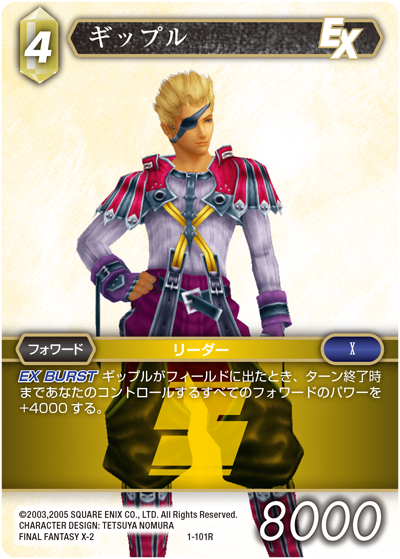 4
ギップル
EX
フォワード
リーダー
X
EX BURST ギップルがフィールドに出たとき、ターン終了時
まであなたのコントロールするすべてのフォワードのパワーを
+4000 する。
©2003,2005 SQUARE ENIX CO., LTD. All Rights Reserved.
CHARACTER DESIGN: TETSUYA NOMURA
FINAL FANTASY X-2
1-101R
8000